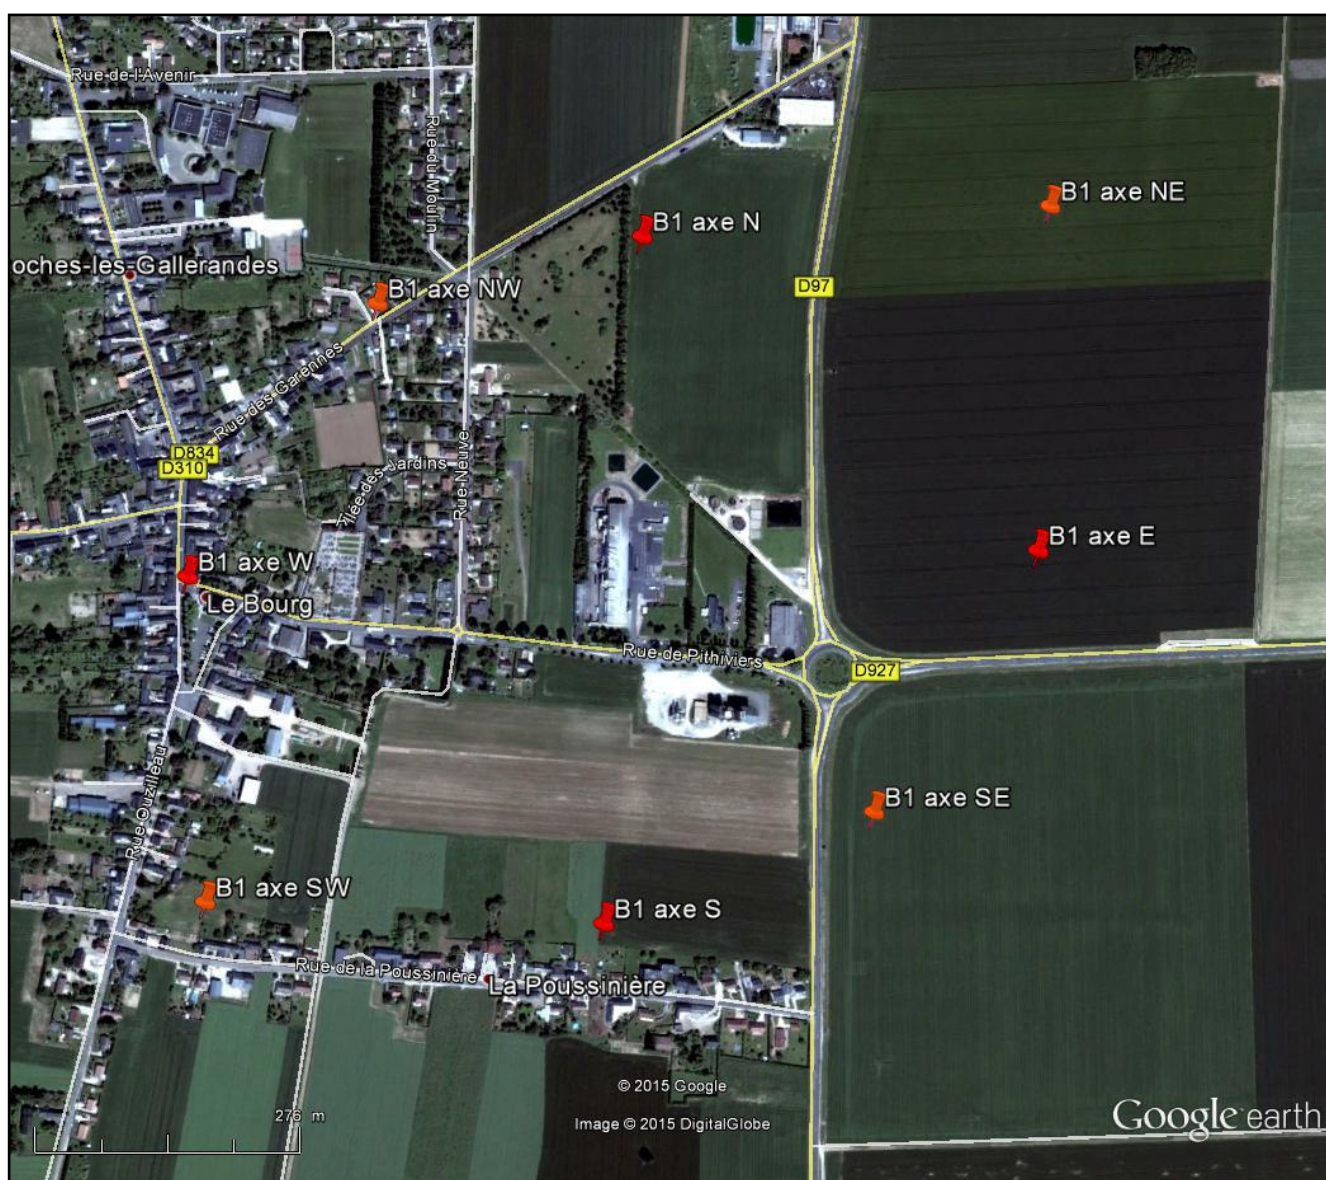 Rue de l'Avenir
Rue du Moulin
B1 axe NE
B1 axe N
oches-les-Gallerandes
B1 axe NW
D97
Rue des Garennes
D834
D310
Rue Neuve
llée des Jardins
B1 axe E
B1 axe W
Le Bourg
Rue de Pithiviers
D927
Rue Ouzilleau
B1 axe SE
B1 axe SW
B1 axe S
Rue de la Poussinière
La Poussinière
© 2015 Google
276 m
Image © 2015 DigitalGlobe
Google earth